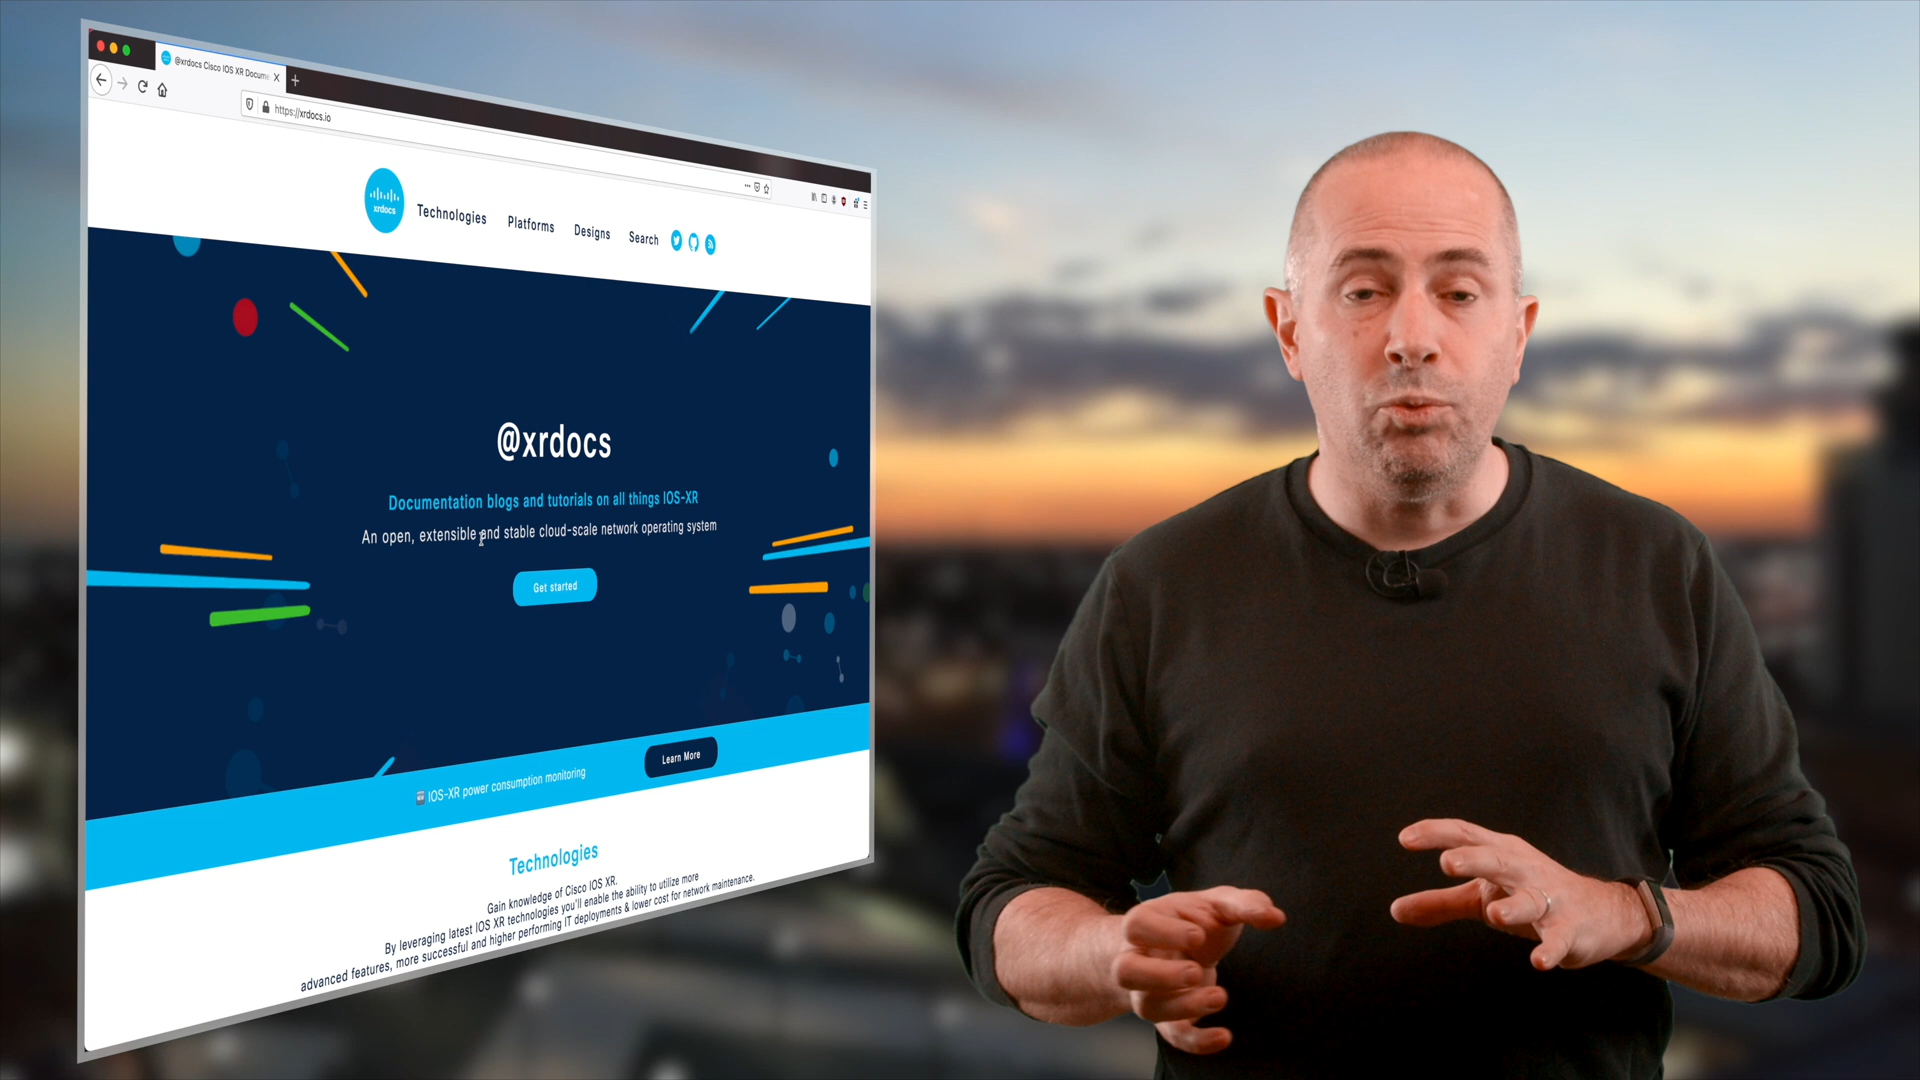 @xrdocs Cisco IOS XR Docume
https://xrdocs.io
xrdocs
Technologies Platforms Designs Search
@xrdocs
Documentation blogs and tutorials on all things IOS-XR
An open, extensible and stable cloud-scale network operating system
Get started
IOS-XR power consumption monitoring
Learn More
Technologies
Gain knowledge of Cisco IOS XR.
By leveraging latest IOS XR technologies you'll enable the ability to utilize more
advanced features, more successful and higher performing IT deployments & lower cost for network maintenance.